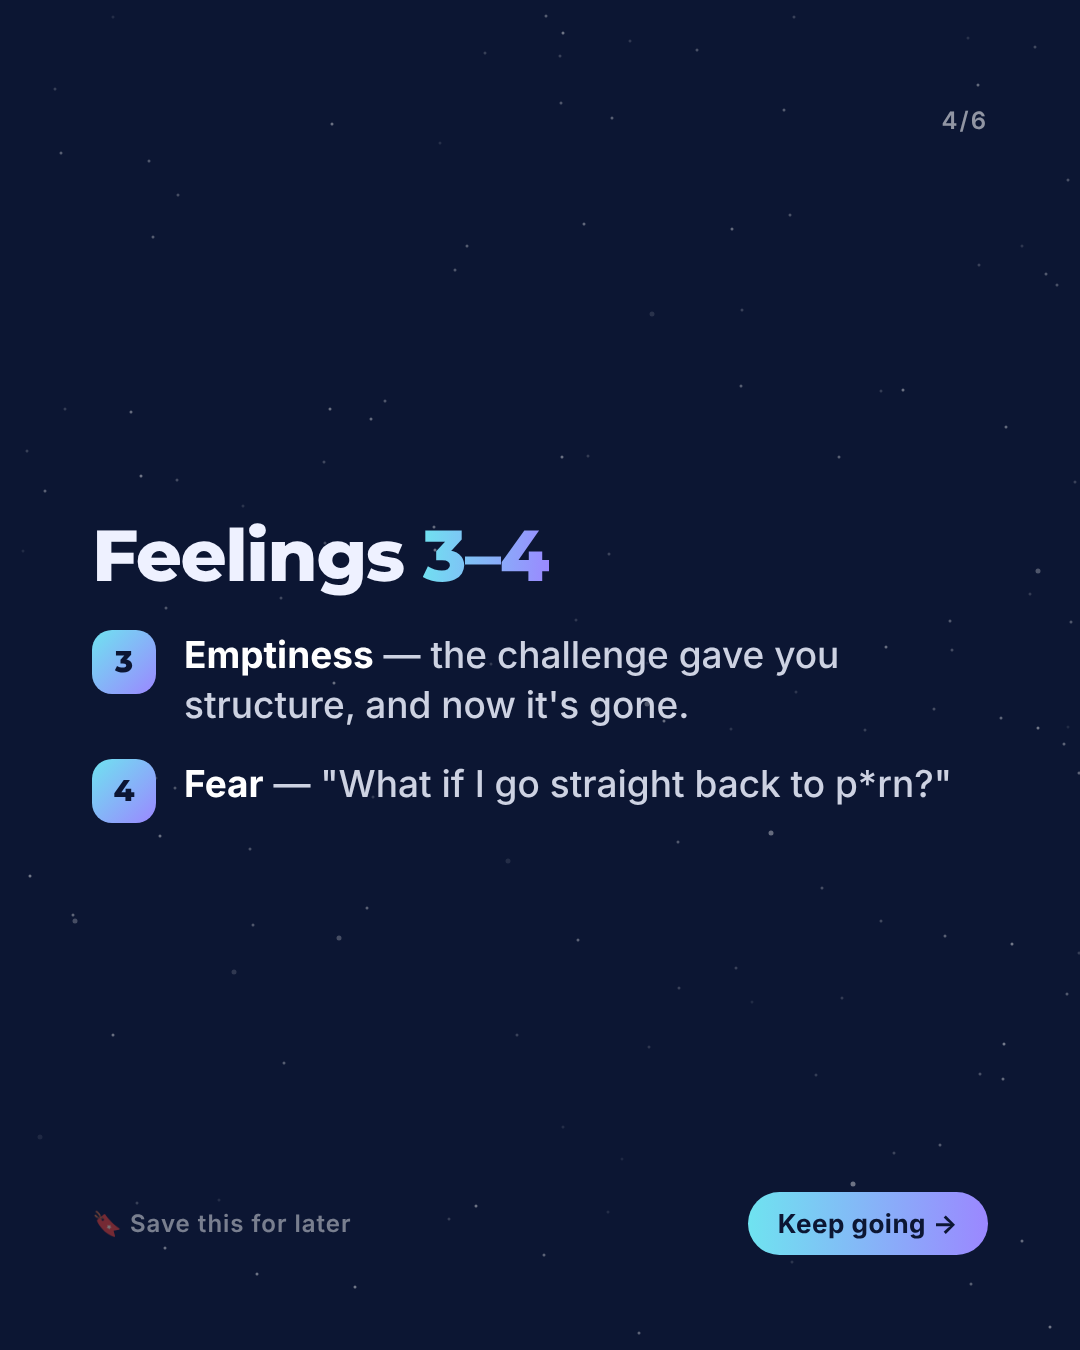 4/6
Feelings 3–4
3 Emptiness — the challenge gave you
structure, and now it's gone.
4 Fear — "What if I go straight back to p*rn?"
🔖 Save this for later
Keep going →